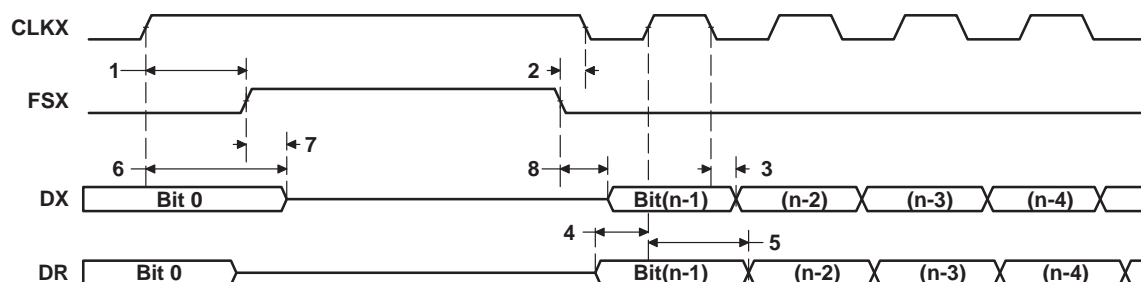 CLKX
1 2
FSX
7
6 8 3
DX Bit 0 Bit(n-1) (n-2) (n-3) (n-4)
4 5
DR Bit 0 Bit(n-1) (n-2) (n-3) (n-4)